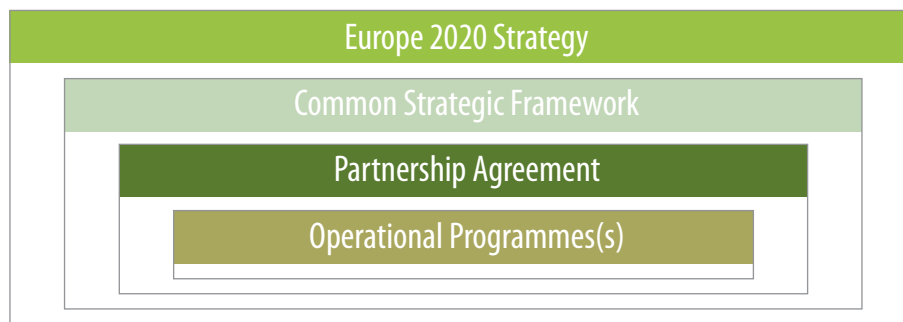 Europe 2020 Strategy
Common Strategic Framework
Partnership Agreement
Operational Programmes(s)